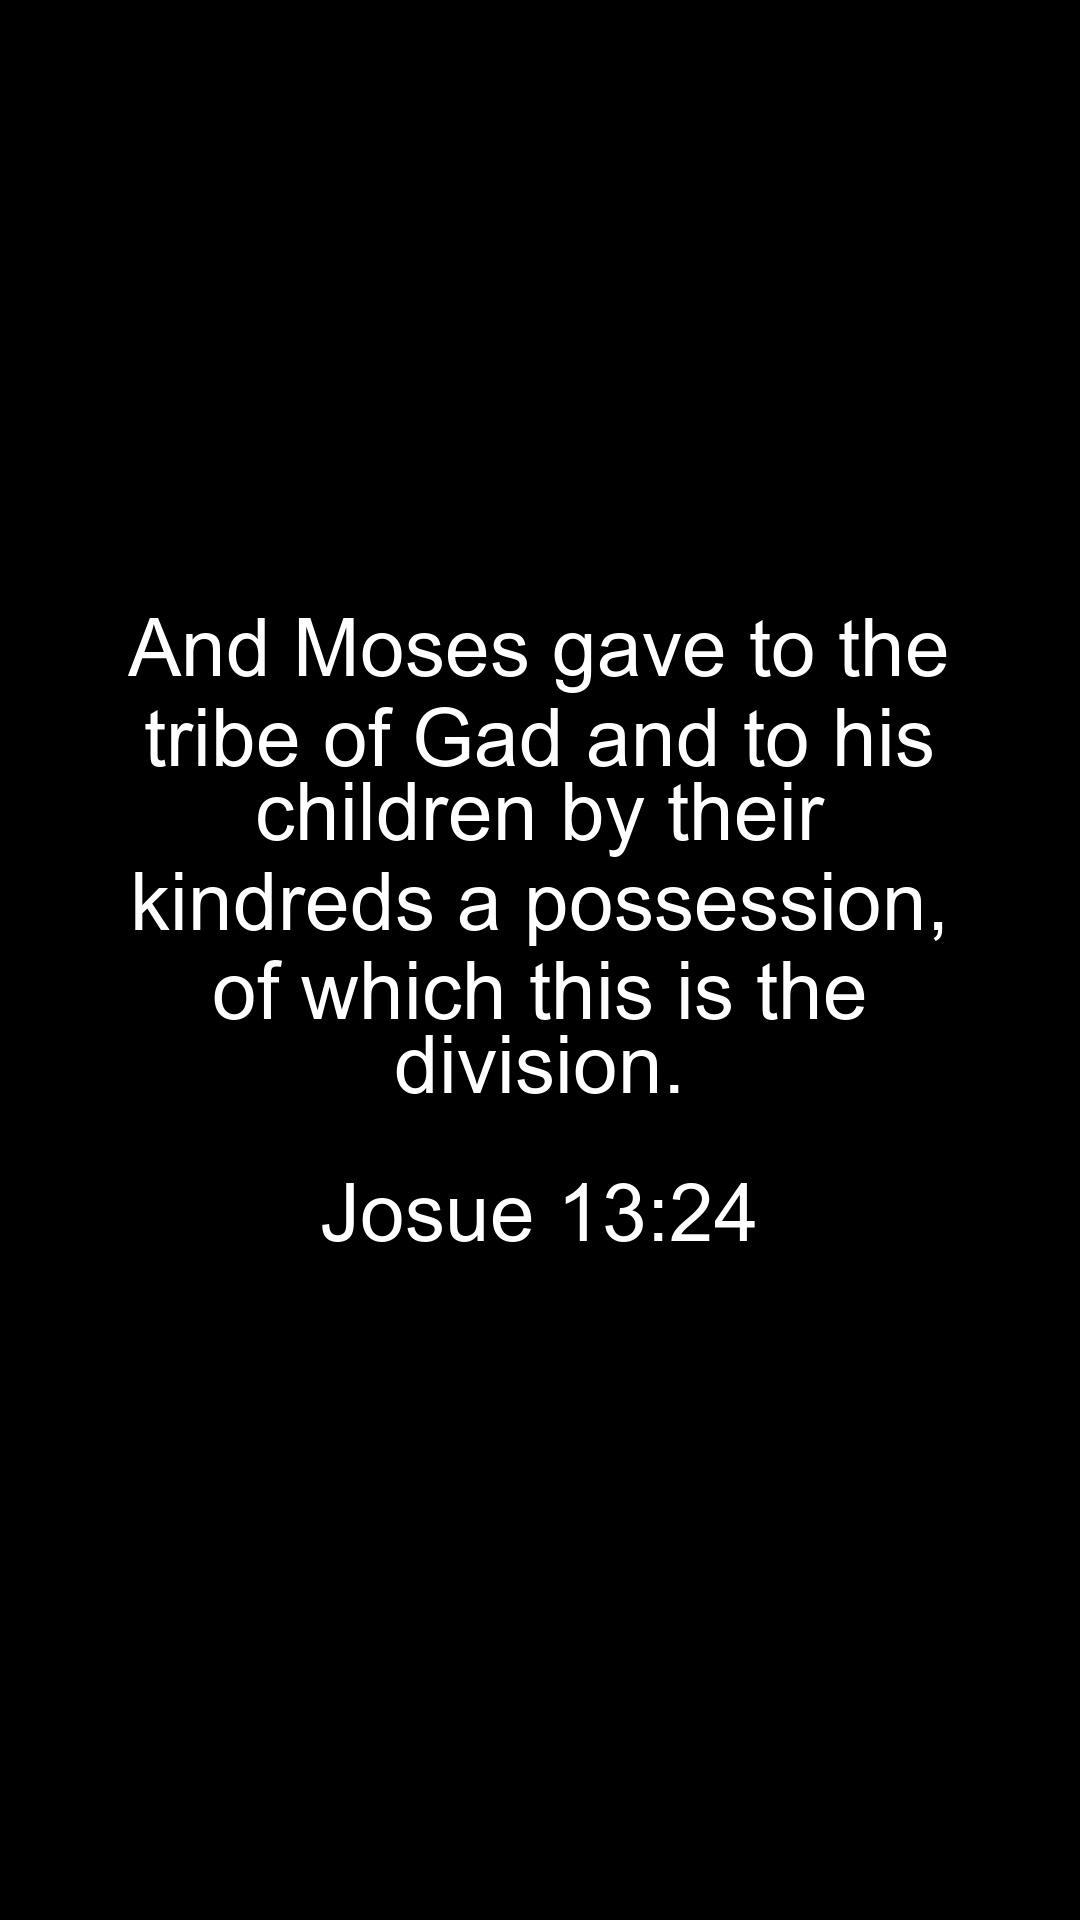 And Moses gave to the
tribe of Gad and to his
children by their
kindreds a possession,
of which this is the
division.
Josue 13:24